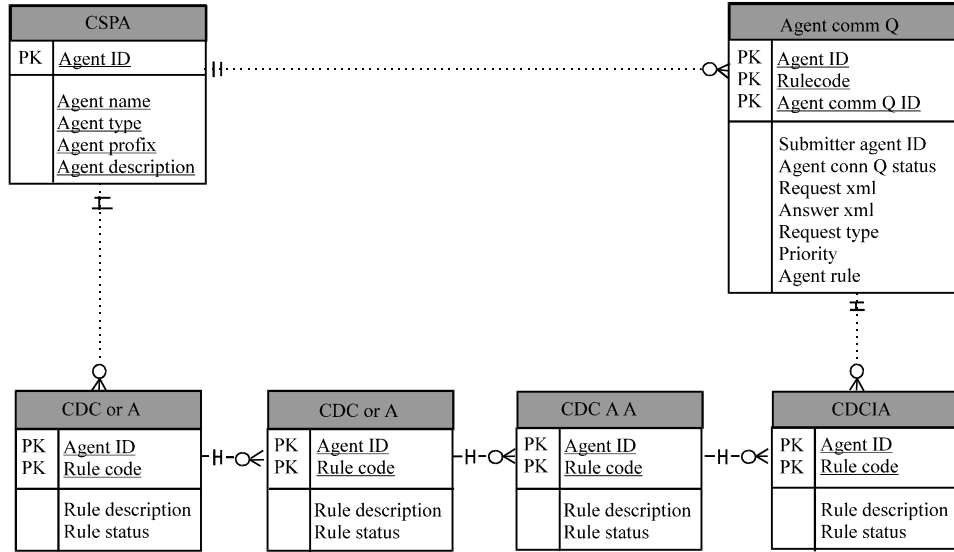 CSPA
PK Agent ID
Agent name
Agent type
Agent profix
Agent description
Agent comm Q
PK Agent ID
PK Rulecode
PK Agent comm Q ID
Submitter agent ID
Agent conn Q status
Request xml
Answer xml
Request type
Priority
Agent rule
CDC or A
PK Agent ID
PK Rule code
Rule description
Rule status
CDC or A
PK Agent ID
PK Rule code
Rule description
Rule status
CDC A A
PK Agent ID
PK Rule code
Rule description
Rule status
CDCIA
PK Agent ID
PK Rule code
Rule description
Rule status